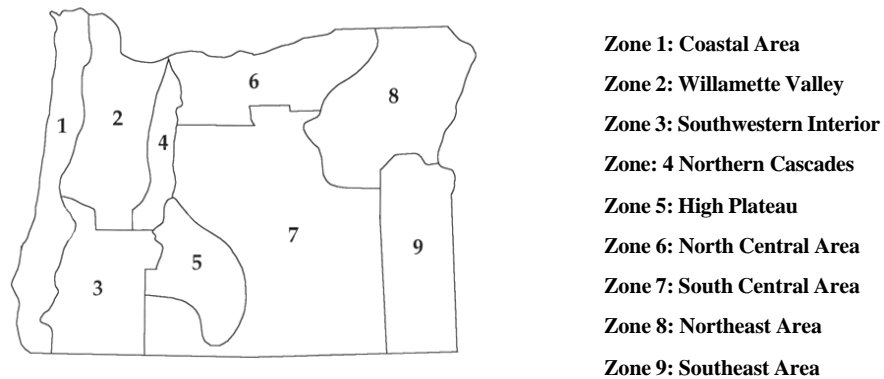 1
2
3
4
5
6
7
8
9
Zone 1: Coastal Area
Zone 2: Willamette Valley
Zone 3: Southwestern Interior
Zone: 4 Northern Cascades
Zone 5: High Plateau
Zone 6: North Central Area
Zone 7: South Central Area
Zone 8: Northeast Area
Zone 9: Southeast Area